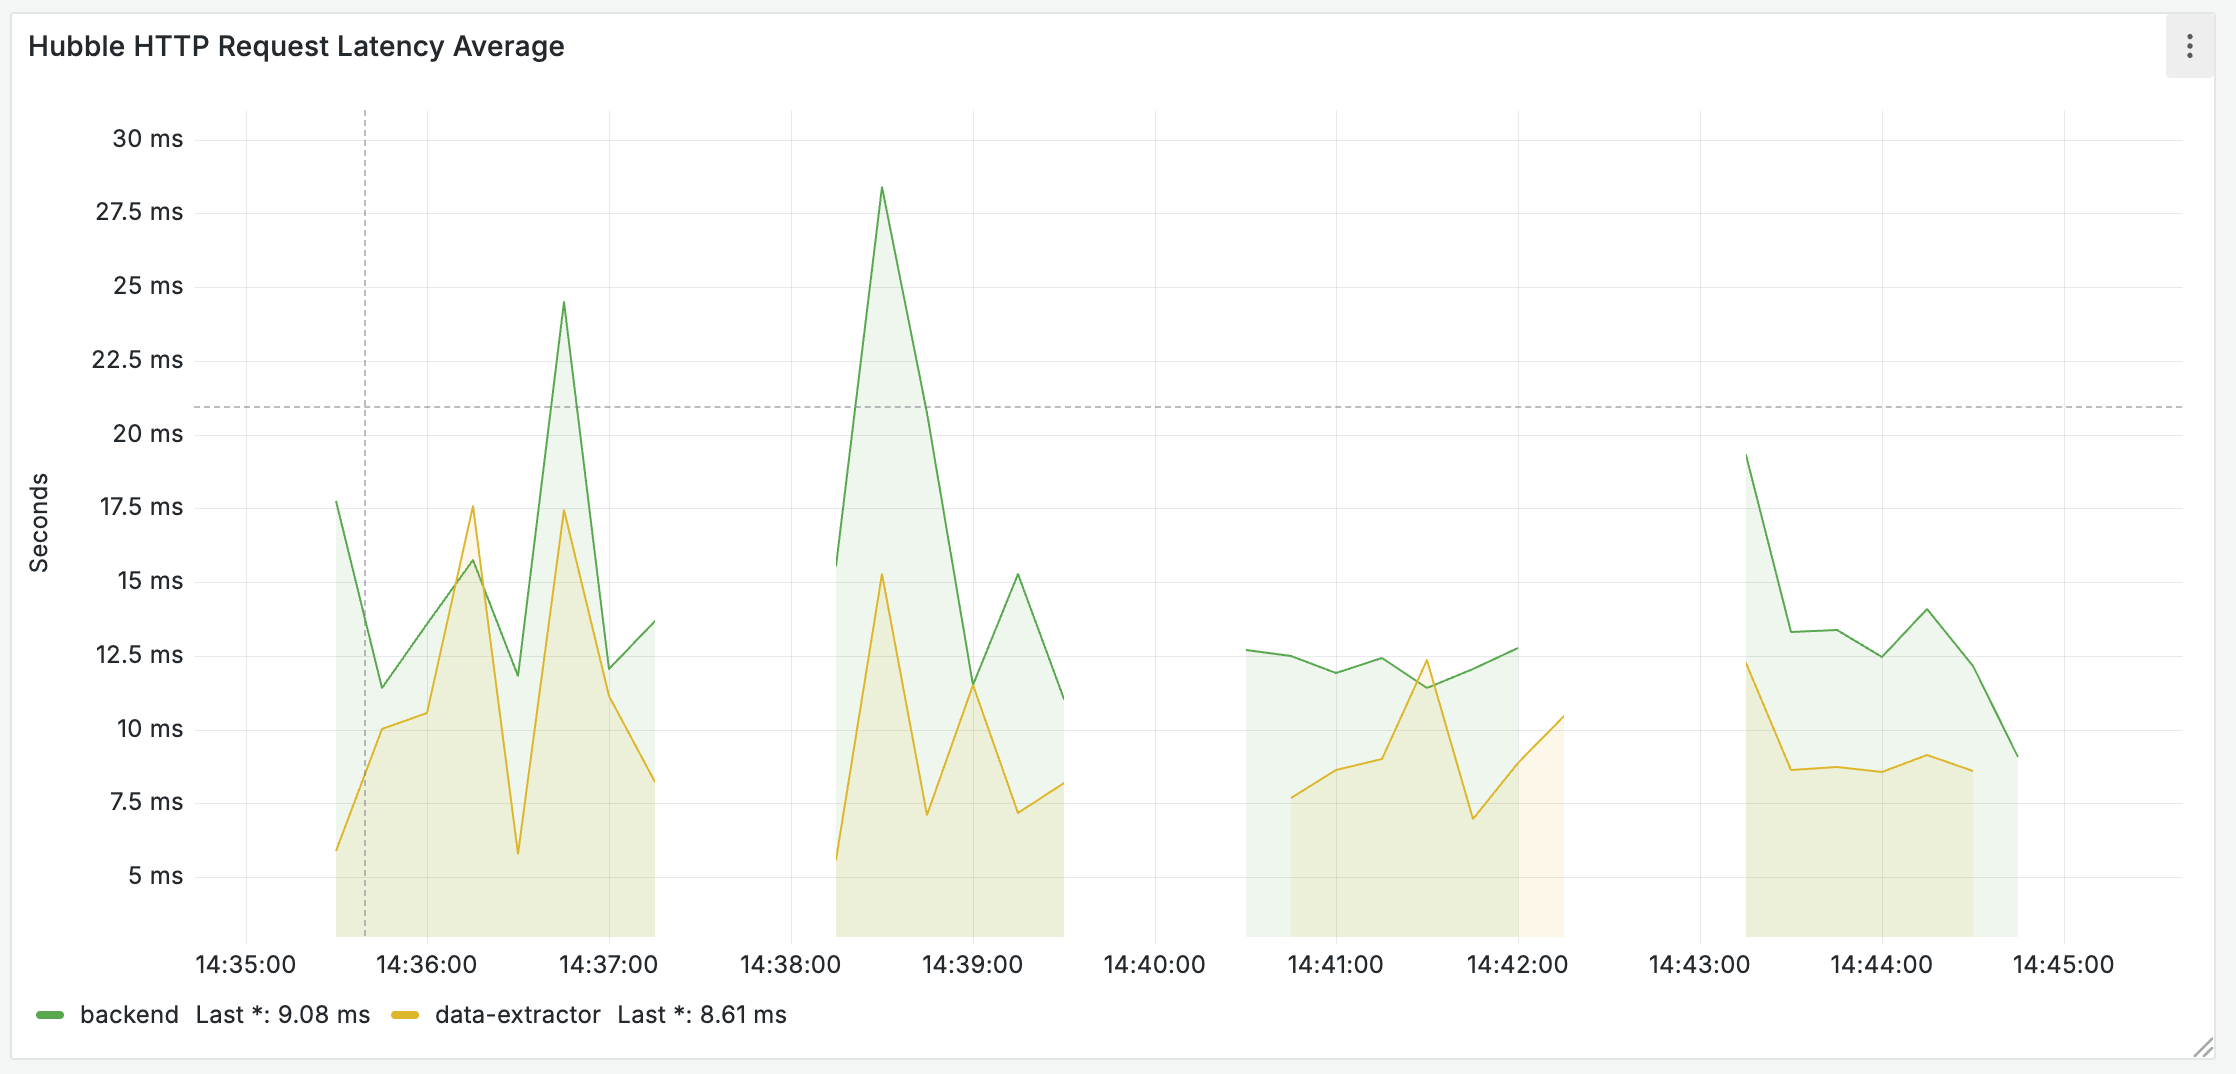 Hubble HTTP Request Latency Average
30 ms
27.5 ms
25 ms
22.5 ms
20 ms
17.5 ms
15 ms
12.5 ms
10 ms
7.5 ms
5 ms
Seconds
14:35:00 14:36:00 14:37:00 14:38:00 14:39:00 14:40:00 14:41:00 14:42:00 14:43:00 14:44:00 14:45:00
backend Last *: 9.08 ms data-extractor Last *: 8.61 ms